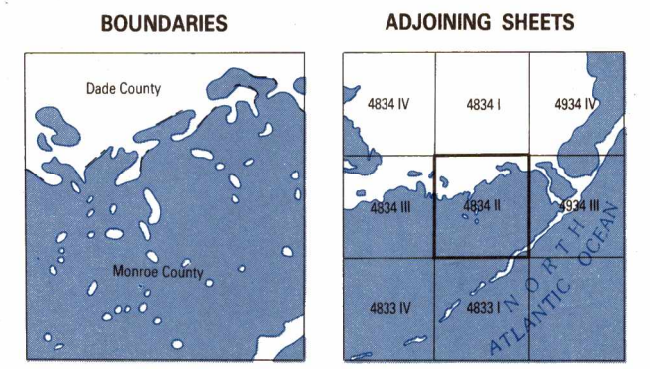 BOUNDARIES
Dade County
Monroe County
ADJOINING SHEETS
4834 IV
4834 I
4934 IV
4834 III
4834 II
4934 III
4833 IV
4833 I
NORTH
ATLANTIC OCEAN